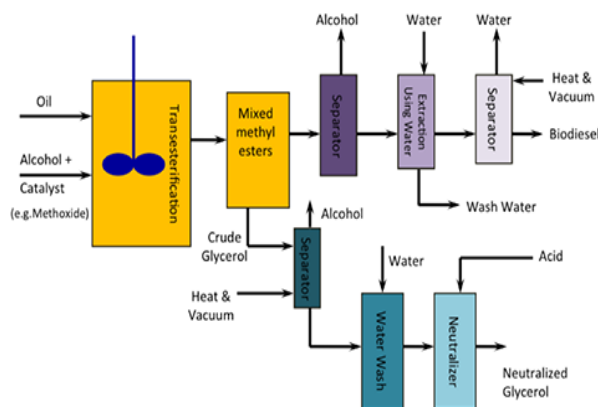 Alcohol
Water
Water
Oil
Alcohol +
Catalyst
(e.g.Methoxide)
Transesterification
Mixed
methyl
esters
Separator
Extraction
Using Water
Separator
Heat &
Vacuum
Biodiesel
Wash Water
Crude
Glycerol
Alcohol
Separator
Heat &
Vacuum
Water
Acid
Water Wash
Neutralizer
Neutralized
Glycerol